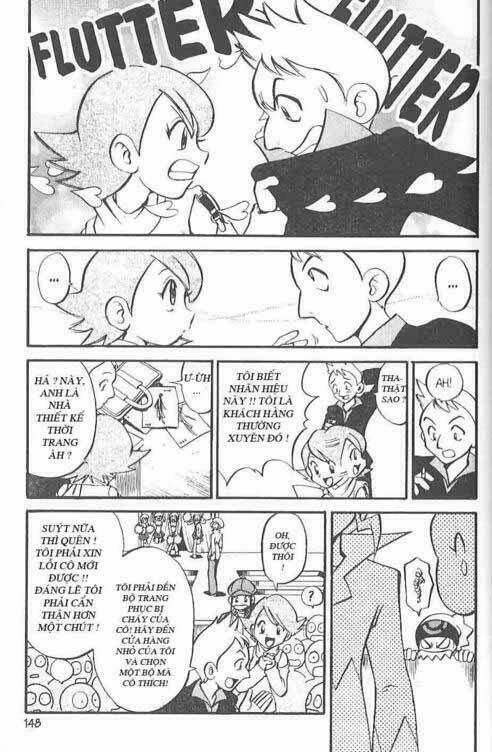 FLUTTER
FLUTTER
...
...
HẢ ? NÀY,
ANH LÀ
NHÀ
THIẾT KẾ
THỜI
TRANG
ÀH ?
Ư-ỪH
TÔI BIẾT
NHÂN HIỆU
NÀY !! TÔI LÀ
KHÁCH HÀNG
THƯỜNG
XUYÊN ĐÓ !
THA-
THẬT
SAO ?
AH!
SUÝT NỮA
THÌ QUÊN !
TÔI PHẢI XIN
LỖI CÔ MỚI
ĐƯỢC !!
ĐÁNG LẼ TÔI
PHẢI CẨN
THẬN HƠN
MỘT CHÚT !
TÔI PHẢI ĐỀN
BỘ TRANG
PHỤC BỊ
CHÁY CỦA
CÔ! HÃY ĐẾN
CỬA HÀNG
NHỎ CỦA TÔI
VÀ CHỌN
MỘT BỘ MÀ
CÔ THÍCH!
OH,
ĐƯỢC
THÔI
!
?
148